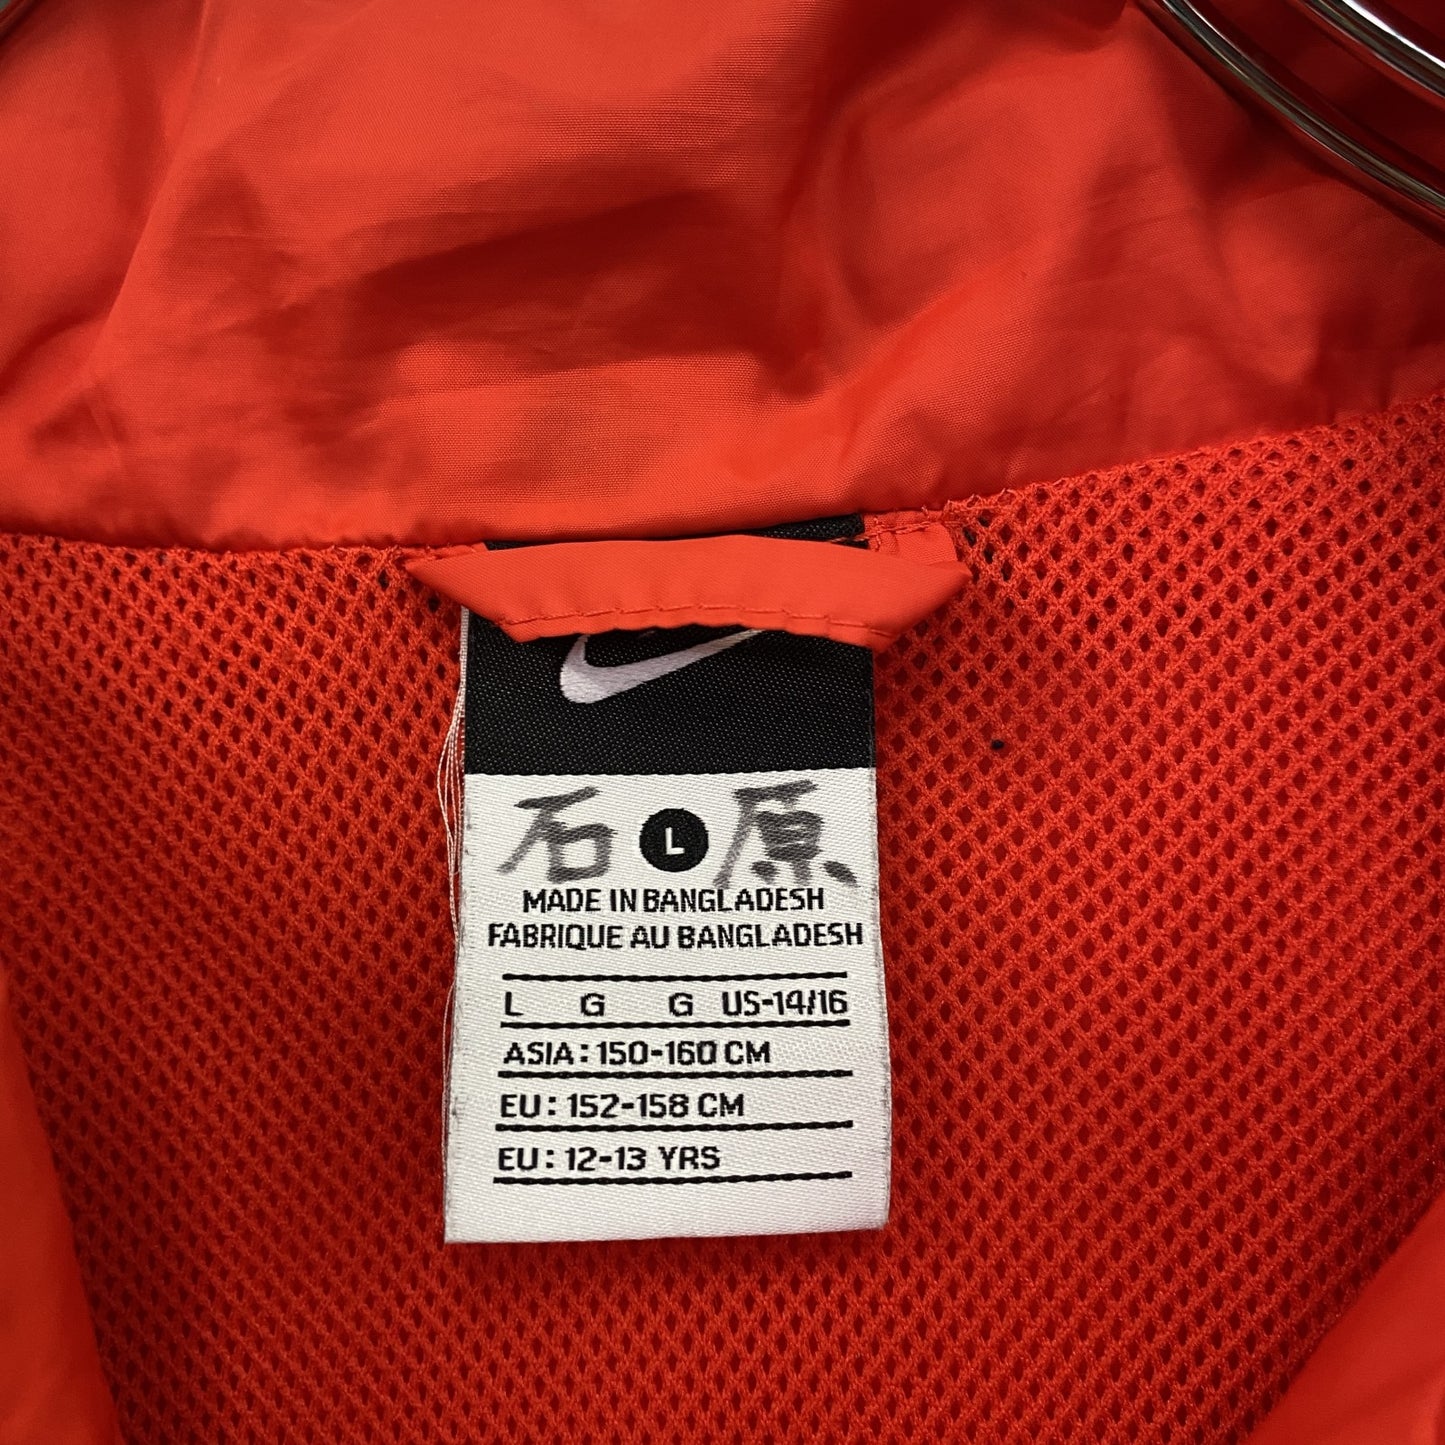 石 L 原
MADE IN BANGLADESH
FABRIQUE AU BANGLADESH
L G G US-14/16
ASIA: 150-160 CM
EU: 152-158 CM
EU: 12-13 YRS